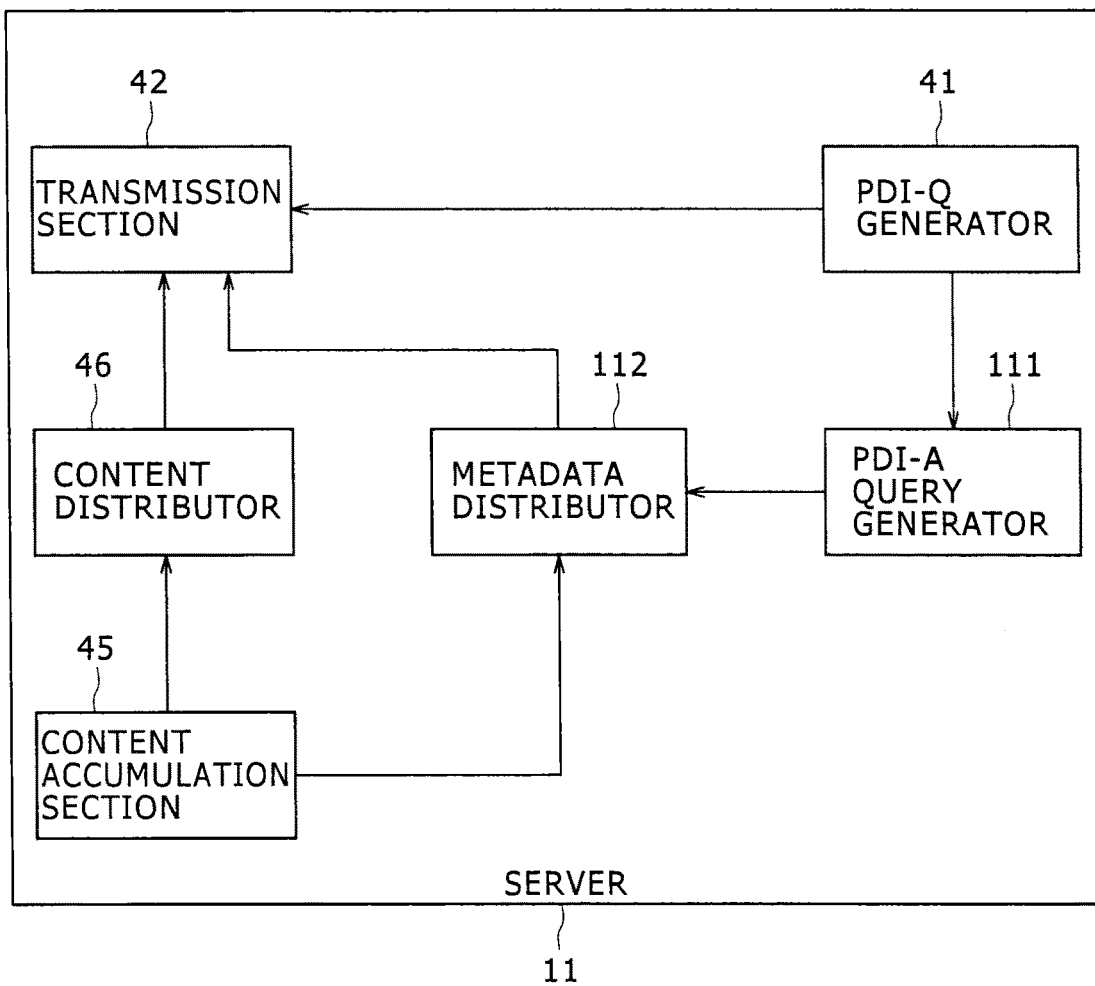 42
41
TRANSMISSION
SECTION
PDI-Q
GENERATOR
46
112
111
CONTENT
DISTRIBUTOR
METADATA
DISTRIBUTOR
PDI-A
QUERY
GENERATOR
45
CONTENT
ACCUMULATION
SECTION
SERVER
11